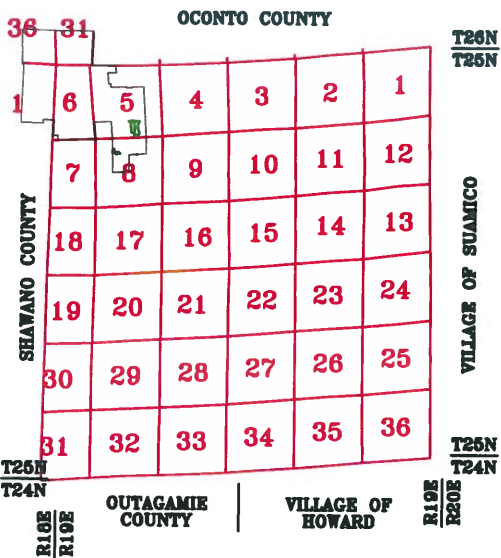 OCONTO COUNTY
36 31
T26N
T25N
1 6 5 4 3 2 1
7 8 9 10 11 12
18 17 16 15 14 13
19 20 21 22 23 24
30 29 28 27 26 25
31 32 33 34 35 36
SHAWANO COUNTY
VILLAGE OF SUAMICO
T25N
T24N
T25N
T24N
R18E
R19E
OUTAGAMIE
COUNTY
VILLAGE OF
HOWARD
R19E
R20E